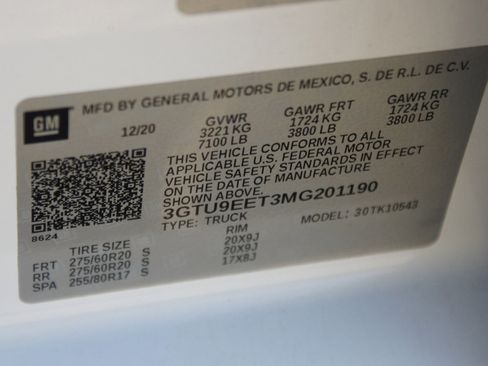 GM
MFD BY GENERAL MOTORS DE MEXICO, S. DE R.L. DE C.V.
12/20 GVWR GAWR FRT GAWR RR
3221 KG 1724 KG 1724 KG
7100 LB 3800 LB 3800 LB
THIS VEHICLE CONFORMS TO ALL
APPLICABLE U.S. FEDERAL MOTOR
VEHICLE SAFETY STANDARDS IN EFFECT
ON THE DATE OF MANUFACTURE
SHOWN ABOVE.
3GTU9EET3MG201190
8624 TYPE: TRUCK MODEL: 30TK10543
TIRE SIZE RIM
FRT 275/60R20 S 20X9J
RR 275/60R20 S 20X9J
SPA 255/80R17 S 17X8J